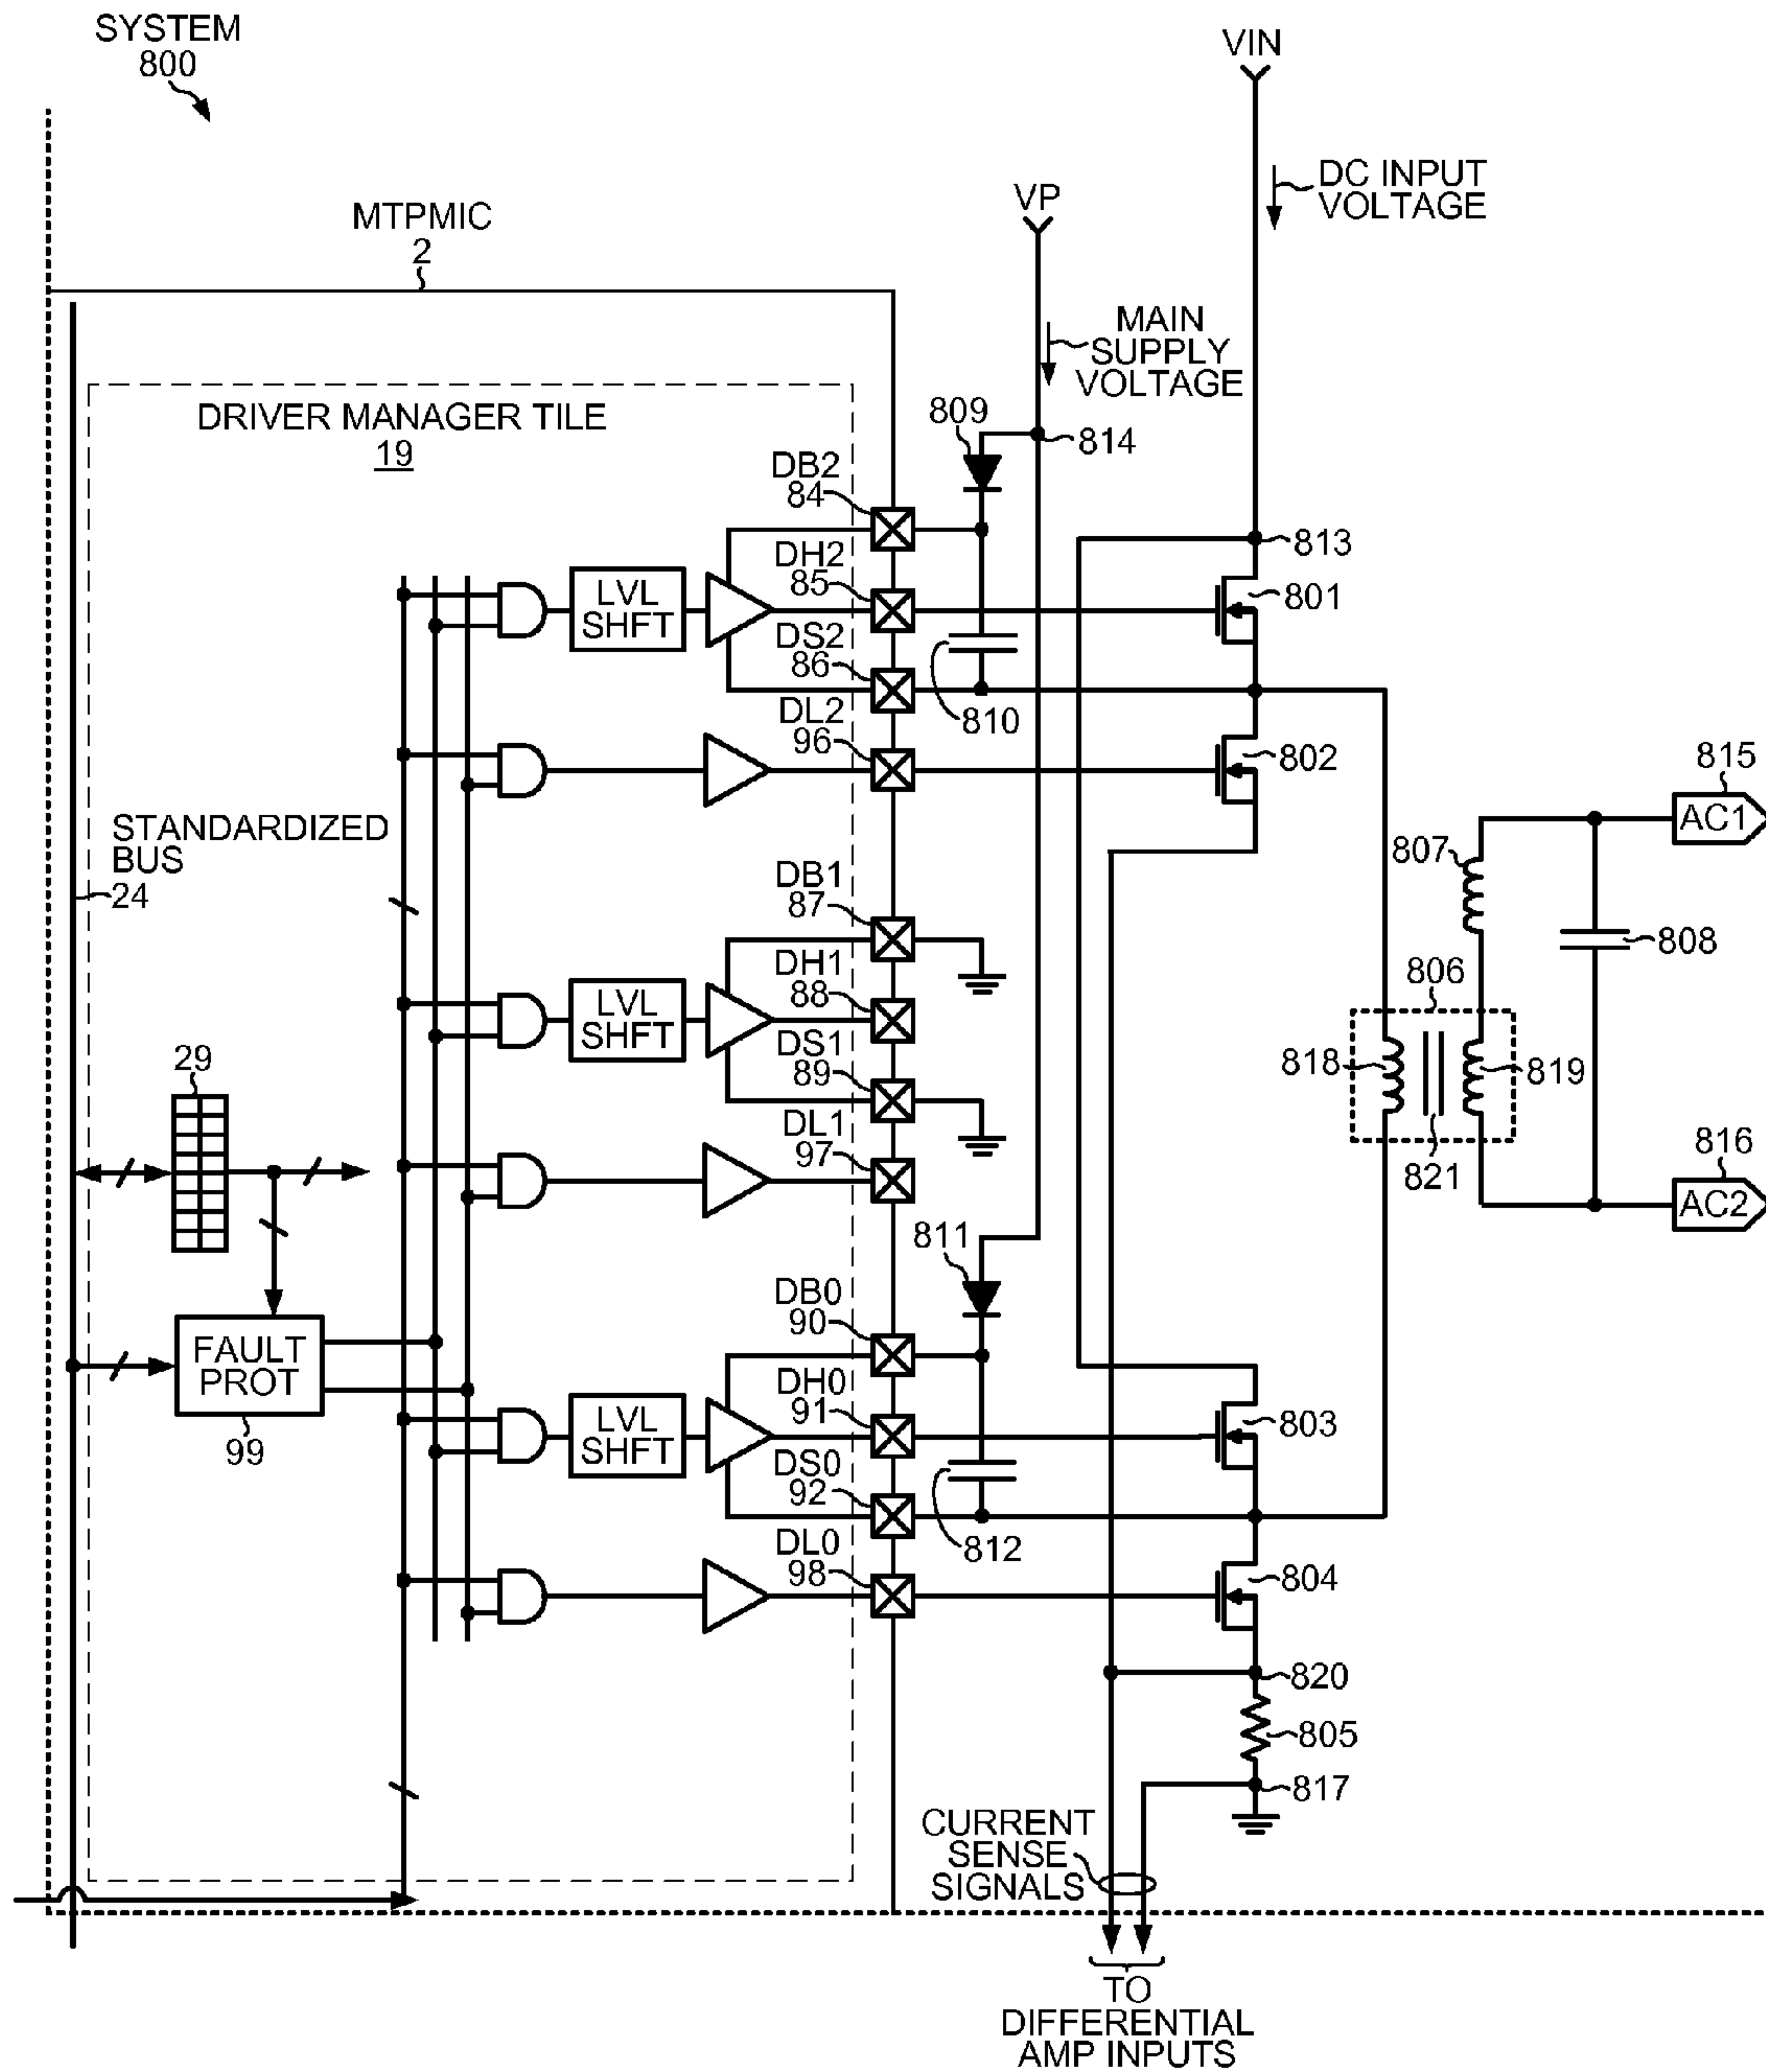 SYSTEM
800
VIN
DC INPUT
VOLTAGE
VP
MTPMIC
2
MAIN
SUPPLY
VOLTAGE
DRIVER MANAGER TILE
19
809
814
DB2
84
813
DH2
85
LVL
SHFT
801
DS2
86
810
DL2
96
802
815
AC1
STANDARDIZED
BUS
24
807
DB1
87
808
DH1
88
806
LVL
SHFT
DS1
89
29
818
819
DL1
97
821
816
AC2
811
DB0
90
FAULT
PROT
99
DH0
91
LVL
SHFT
803
DS0
92
812
DL0
98
804
820
805
817
CURRENT
SENSE
SIGNALS
TO
DIFFERENTIAL
AMP INPUTS